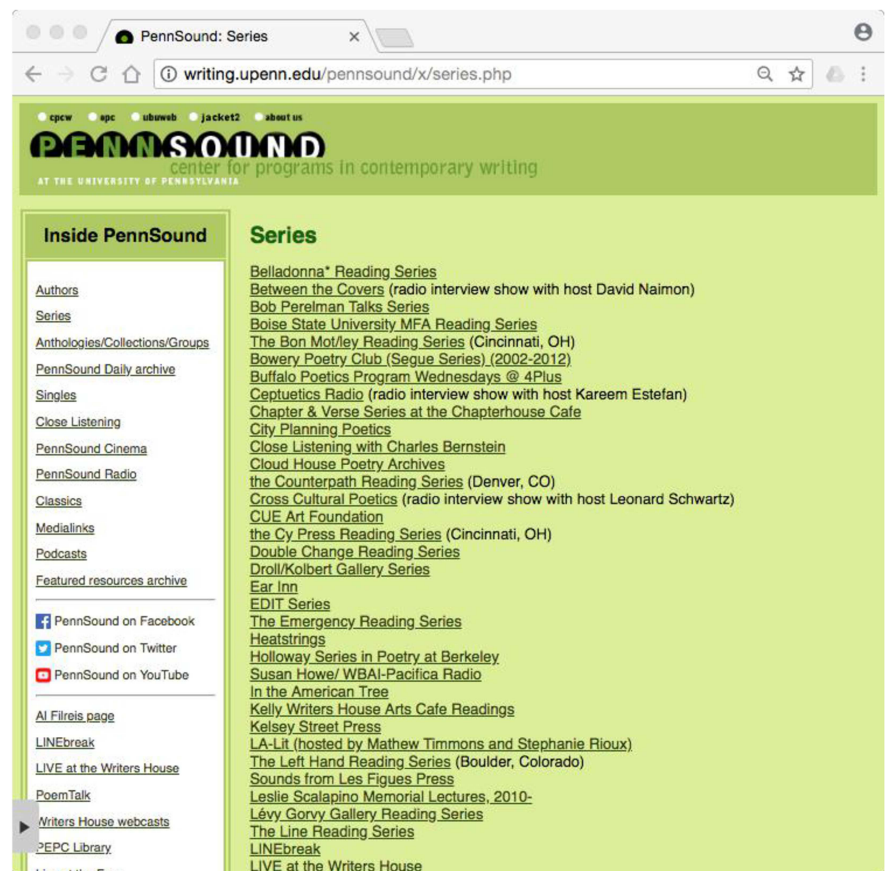 PennSound: Series
writing.upenn.edu/pennsound/x/series.php
cpcw epc ubuweb jacket2 about us
PENNSOUND
center for programs in contemporary writing
AT THE UNIVERSITY OF PENNSYLVANIA
Inside PennSound
Authors
Series
Anthologies/Collections/Groups
PennSound Daily archive
Singles
Close Listening
PennSound Cinema
PennSound Radio
Classics
Medialinks
Podcasts
Featured resources archive
PennSound on Facebook
PennSound on Twitter
PennSound on YouTube
Al Filreis page
LINEbreak
LIVE at the Writers House
PoemTalk
Writers House webcasts
PEPC Library
Series
Belladonna* Reading Series
Between the Covers (radio interview show with host David Naimon)
Bob Perelman Talks Series
Boise State University MFA Reading Series
The Bon Mot/ley Reading Series (Cincinnati, OH)
Bowery Poetry Club (Segue Series) (2002-2012)
Buffalo Poetics Program Wednesdays @ 4Plus
Ceptuetics Radio (radio interview show with host Kareem Estefan)
Chapter & Verse Series at the Chapterhouse Cafe
City Planning Poetics
Close Listening with Charles Bernstein
Cloud House Poetry Archives
the Counterpath Reading Series (Denver, CO)
Cross Cultural Poetics (radio interview show with host Leonard Schwartz)
CUE Art Foundation
the Cy Press Reading Series (Cincinnati, OH)
Double Change Reading Series
Droll/Kolbert Gallery Series
Ear Inn
EDIT Series
The Emergency Reading Series
Heatstrings
Holloway Series in Poetry at Berkeley
Susan Howe/ WBAI-Pacifica Radio
In the American Tree
Kelly Writers House Arts Cafe Readings
Kelsey Street Press
LA-Lit (hosted by Mathew Timmons and Stephanie Rioux)
The Left Hand Reading Series (Boulder, Colorado)
Sounds from Les Figues Press
Leslie Scalapino Memorial Lectures, 2010-
Lévy Gorvy Gallery Reading Series
The Line Reading Series
LINEbreak
LIVE at the Writers House